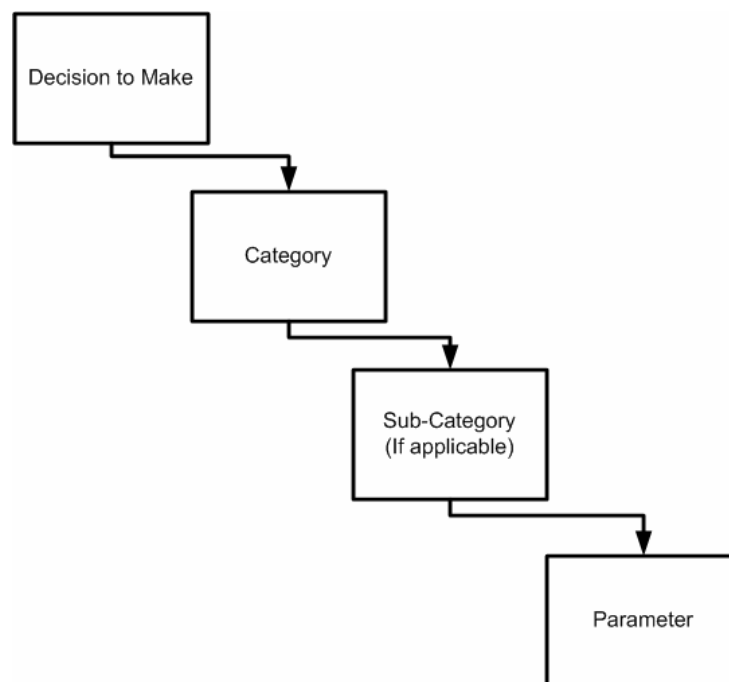 Decision to Make
Category
Sub-Category
(If applicable)
Parameter